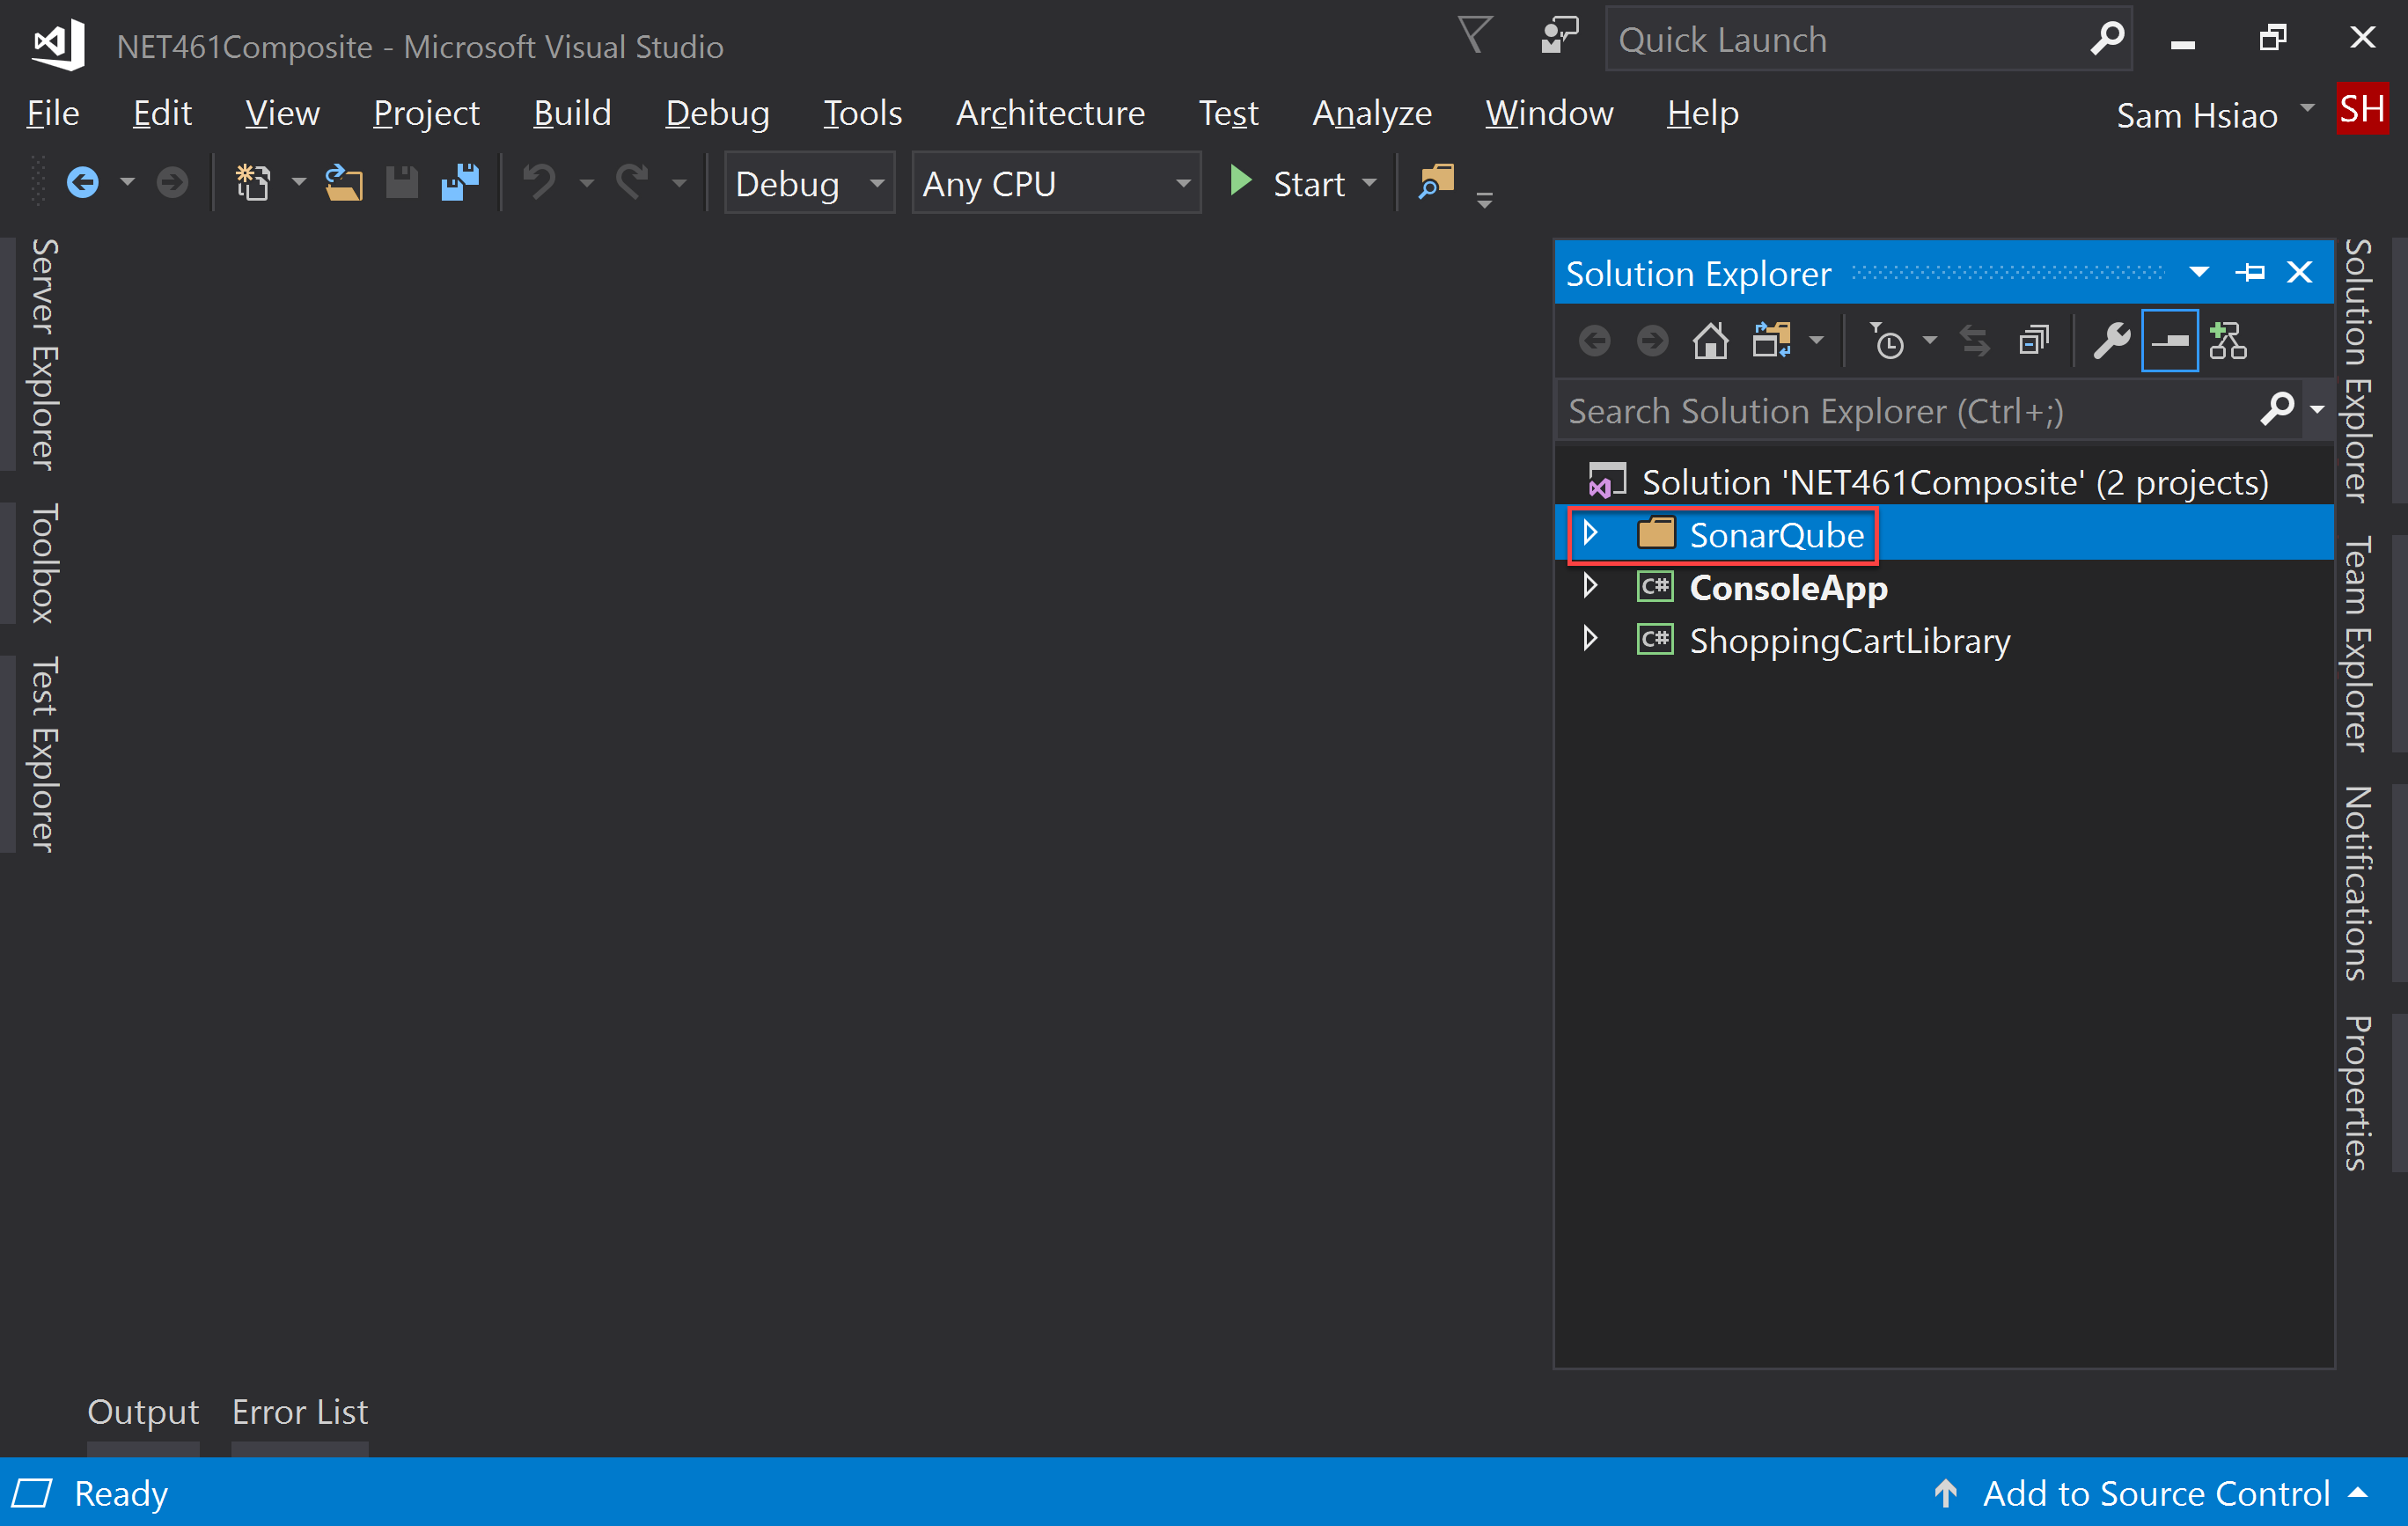 NET461Composite - Microsoft Visual Studio
Quick Launch
File Edit View Project Build Debug Tools Architecture Test Analyze Window Help
Sam Hsiao SH
Debug Any CPU Start
Server Explorer
Toolbox
Test Explorer
Solution Explorer
Search Solution Explorer (Ctrl+;)
Solution 'NET461Composite' (2 projects)
SonarQube
C# ConsoleApp
C# ShoppingCartLibrary
Solution Explorer
Team Explorer
Notifications
Properties
Output Error List
Ready Add to Source Control